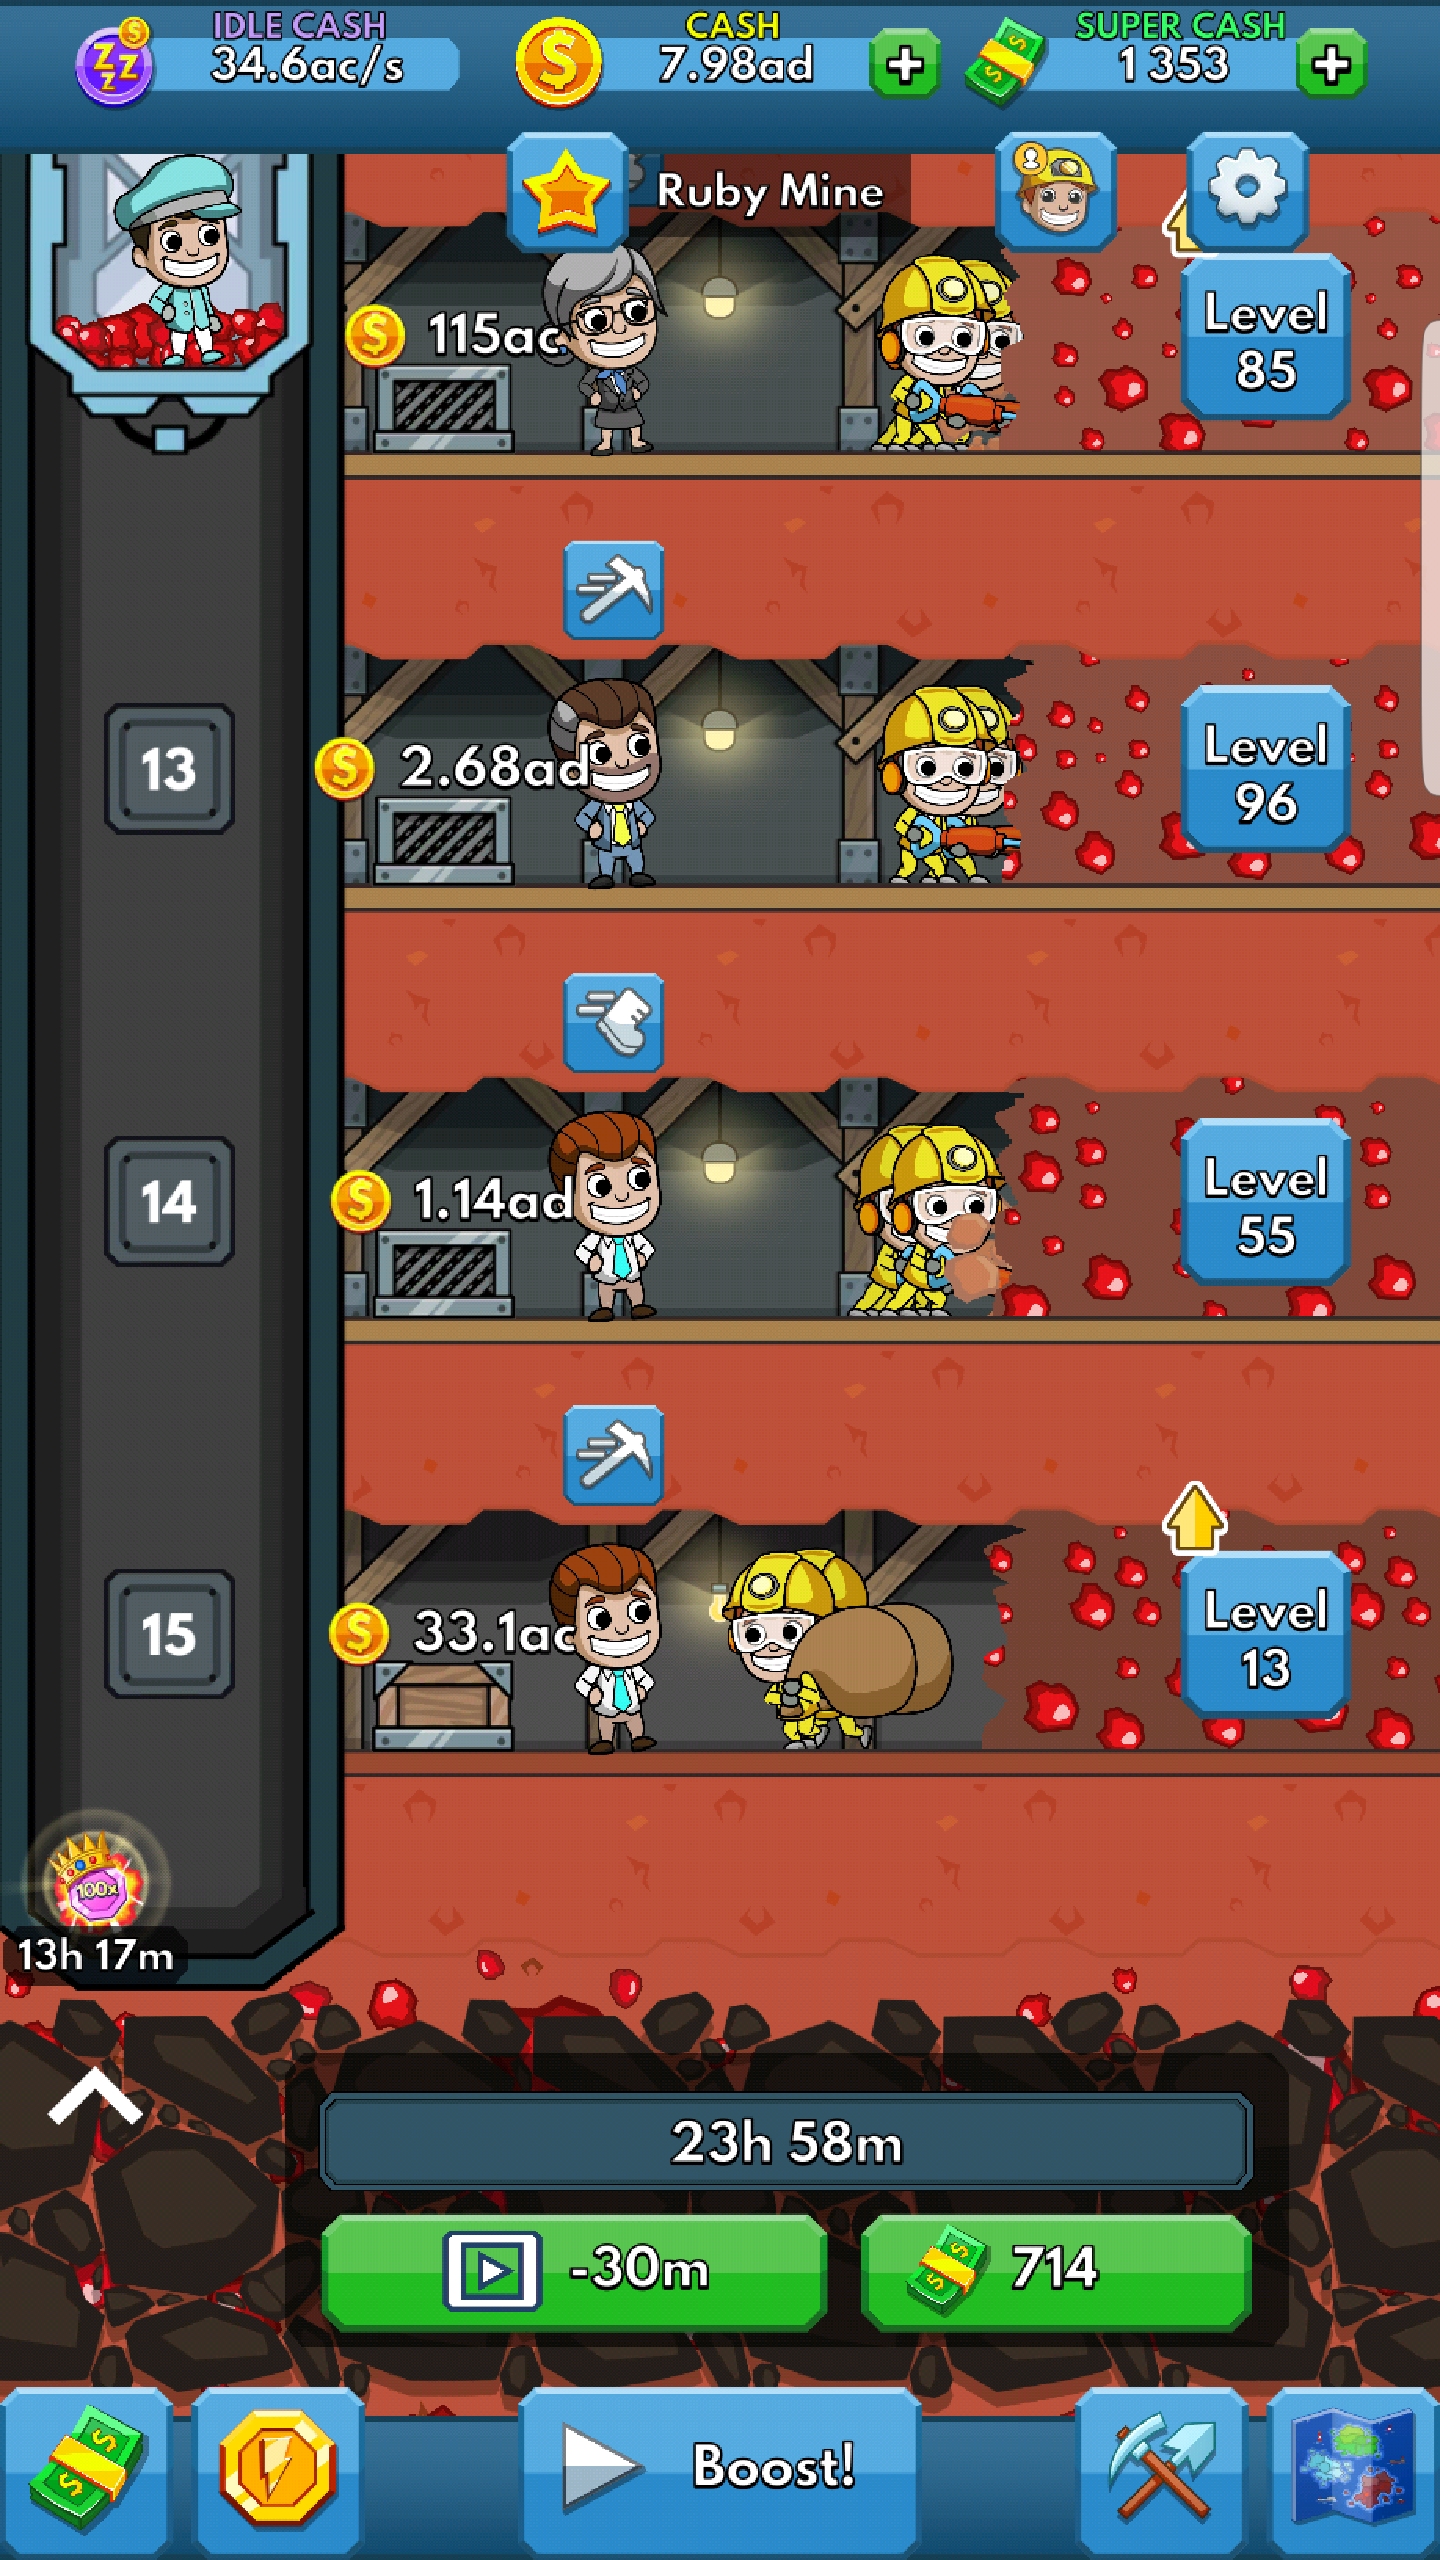 IDLE CASH
34.6ac/s
CASH
7.98ad
SUPER CASH
1 353
Ruby Mine
115ac
Level
85
13
2.68ad
Level
96
14
1.14ad
Level
55
15
33.1ac
Level
13
100x
13h 17m
23h 58m
-30m
714
Boost!